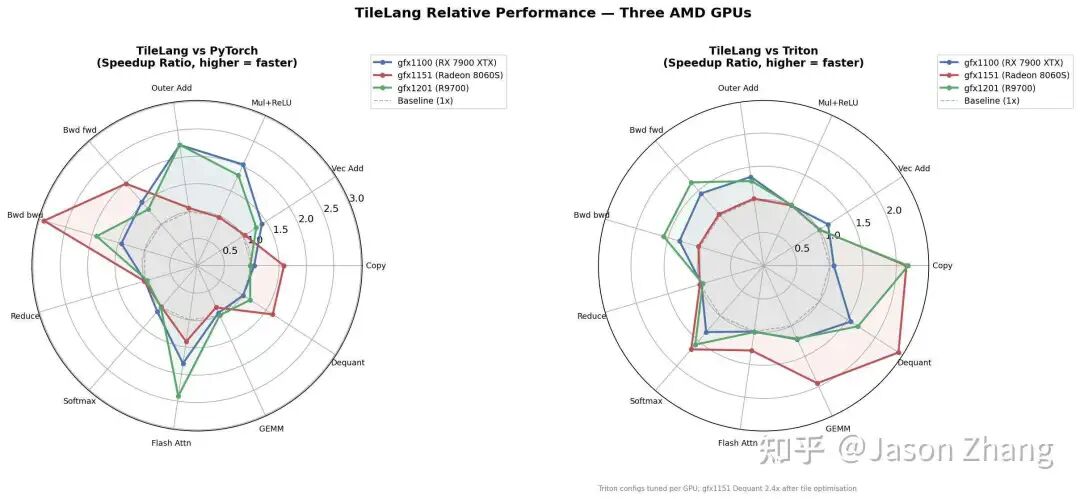 TileLang Relative Performance — Three AMD GPUs
TileLang vs PyTorch
(Speedup Ratio, higher = faster)
gfx1100 (RX 7900 XTX)
gfx1151 (Radeon 8060S)
gfx1201 (R9700)
Baseline (1x)
Outer Add
Mul+ReLU
Bwd fwd
Vec Add
3.0
2.5
2.0
1.5
1.0
0.5
Bwd bwd
Copy
Reduce
Dequant
Softmax
GEMM
Flash Attn
TileLang vs Triton
(Speedup Ratio, higher = faster)
gfx1100 (RX 7900 XTX)
gfx1151 (Radeon 8060S)
gfx1201 (R9700)
Baseline (1x)
Outer Add
Mul+ReLU
Bwd fwd
Vec Add
2.0
1.5
1.0
0.5
Bwd bwd
Copy
Reduce
Dequant
Softmax
GEMM
Flash Attn
知乎 @Jason Zhang
Triton configs tuned per GPU; gfx1151 Dequant 2.4x after tile optimisation